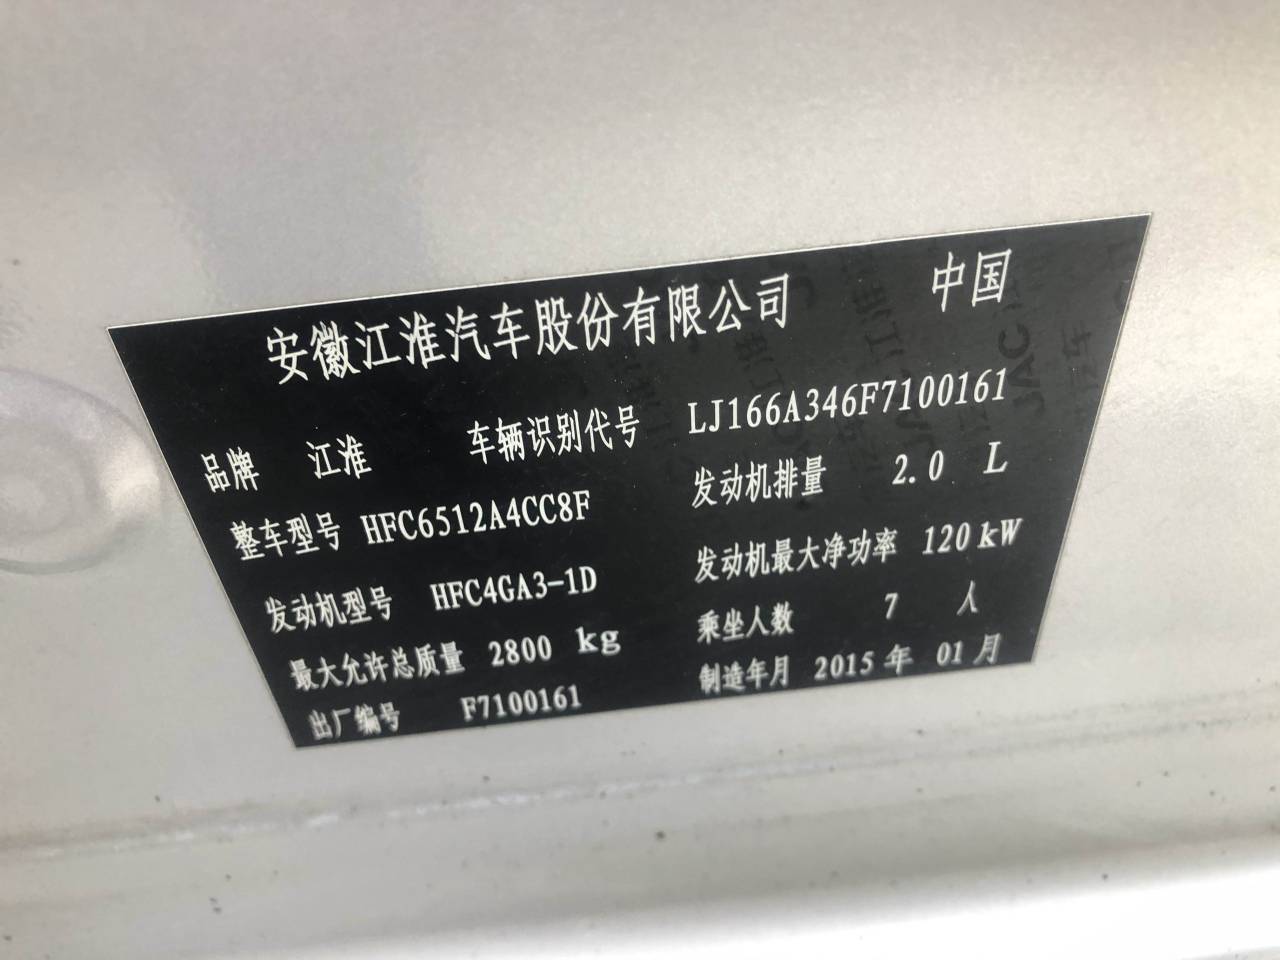 安徽江淮汽车股份有限公司 中国
品牌 江淮 车辆识别代号 LJ166A346F7100161
整车型号 HFC6512A4CC8F 发动机排量 2.0 L
发动机型号 HFC4GA3-1D 发动机最大净功率 120 kW
最大允许总质量 2800 kg 乘坐人数 7 人
出厂编号 F7100161 制造年月 2015 年 01 月
JAC